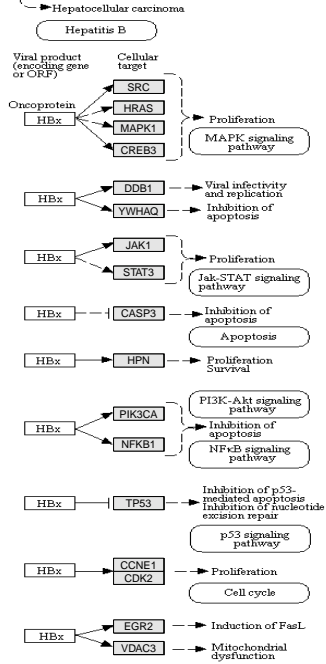 Hepatocellular carcinoma
Hepatitis B
Viral product
(encoding gene
or ORF)
Cellular
target
Oncoprotein
HBx
SRC
HRAS
MAPK1
CREB3
Proliferation
MAPK signaling
pathway
HBx
DDB1
YWHAQ
Viral infectivity
and replication
Inhibition of
apoptosis
HBx
JAK1
STAT3
Proliferation
Jak-STAT signaling
pathway
HBx
CASP3
Inhibition of
apoptosis
Apoptosis
HBx
HPN
Proliferation
Survival
HBx
PIK3CA
NFKB1
PI3K-Akt signaling
pathway
Inhibition of
apoptosis
NFκB signaling
pathway
HBx
TP53
Inhibition of p53-
mediated apoptosis
Inhibition of nucleotide
excision repair
p53 signaling
pathway
HBx
CCNE1
CDK2
Proliferation
Cell cycle
HBx
EGR2
VDAC3
Induction of FasL
Mitochondrial
dysfunction